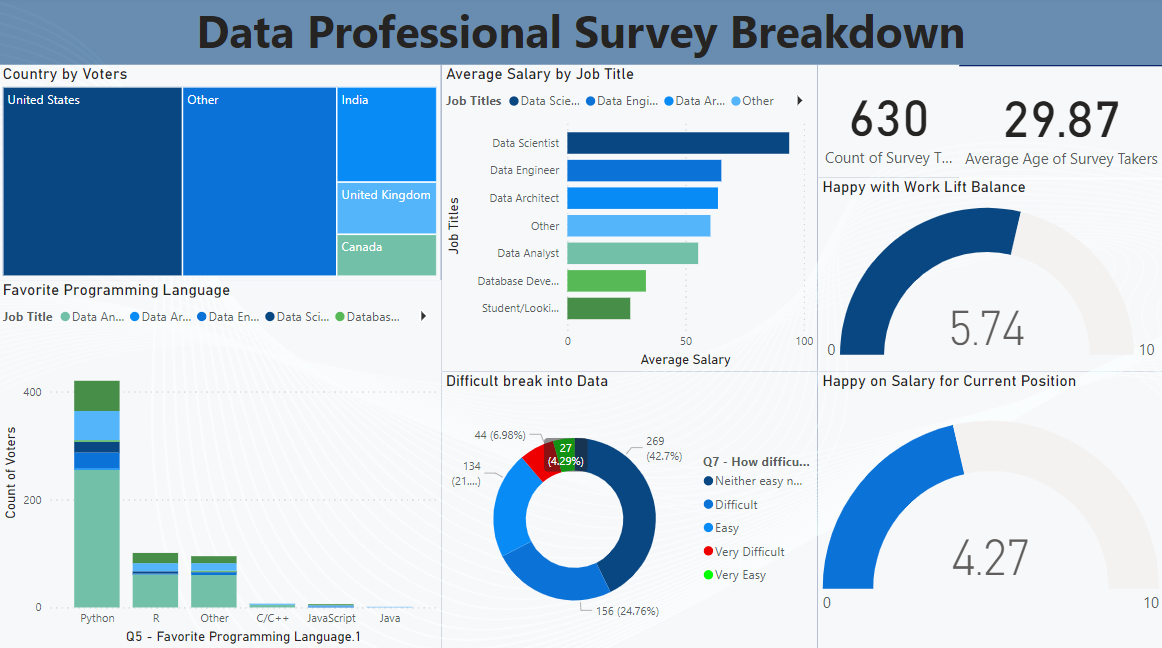 Data Professional Survey Breakdown
Country by Voters
United States
Other
India
United Kingdom
Canada
Average Salary by Job Title
Job Titles Data Scie... Data Engi... Data Ar... Other
Job Titles
Data Scientist
Data Engineer
Data Architect
Other
Data Analyst
Database Deve...
Student/Looki...
0 50 100
Average Salary
630
Count of Survey T...
29.87
Average Age of Survey Takers
Happy with Work Lift Balance
5.74
0 10
Favorite Programming Language
Job Title Data An... Data Ar... Data En... Data Sci... Databas...
Count of Voters
400
200
0
Python R Other C/C++ JavaScript Java
Q5 - Favorite Programming Language.1
Difficult break into Data
44 (6.98%)
27
(4.29%)
269
(42.7%)
134
(21....)
156 (24.76%)
Q7 - How difficu...
Neither easy n...
Difficult
Easy
Very Difficult
Very Easy
Happy on Salary for Current Position
4.27
0 10